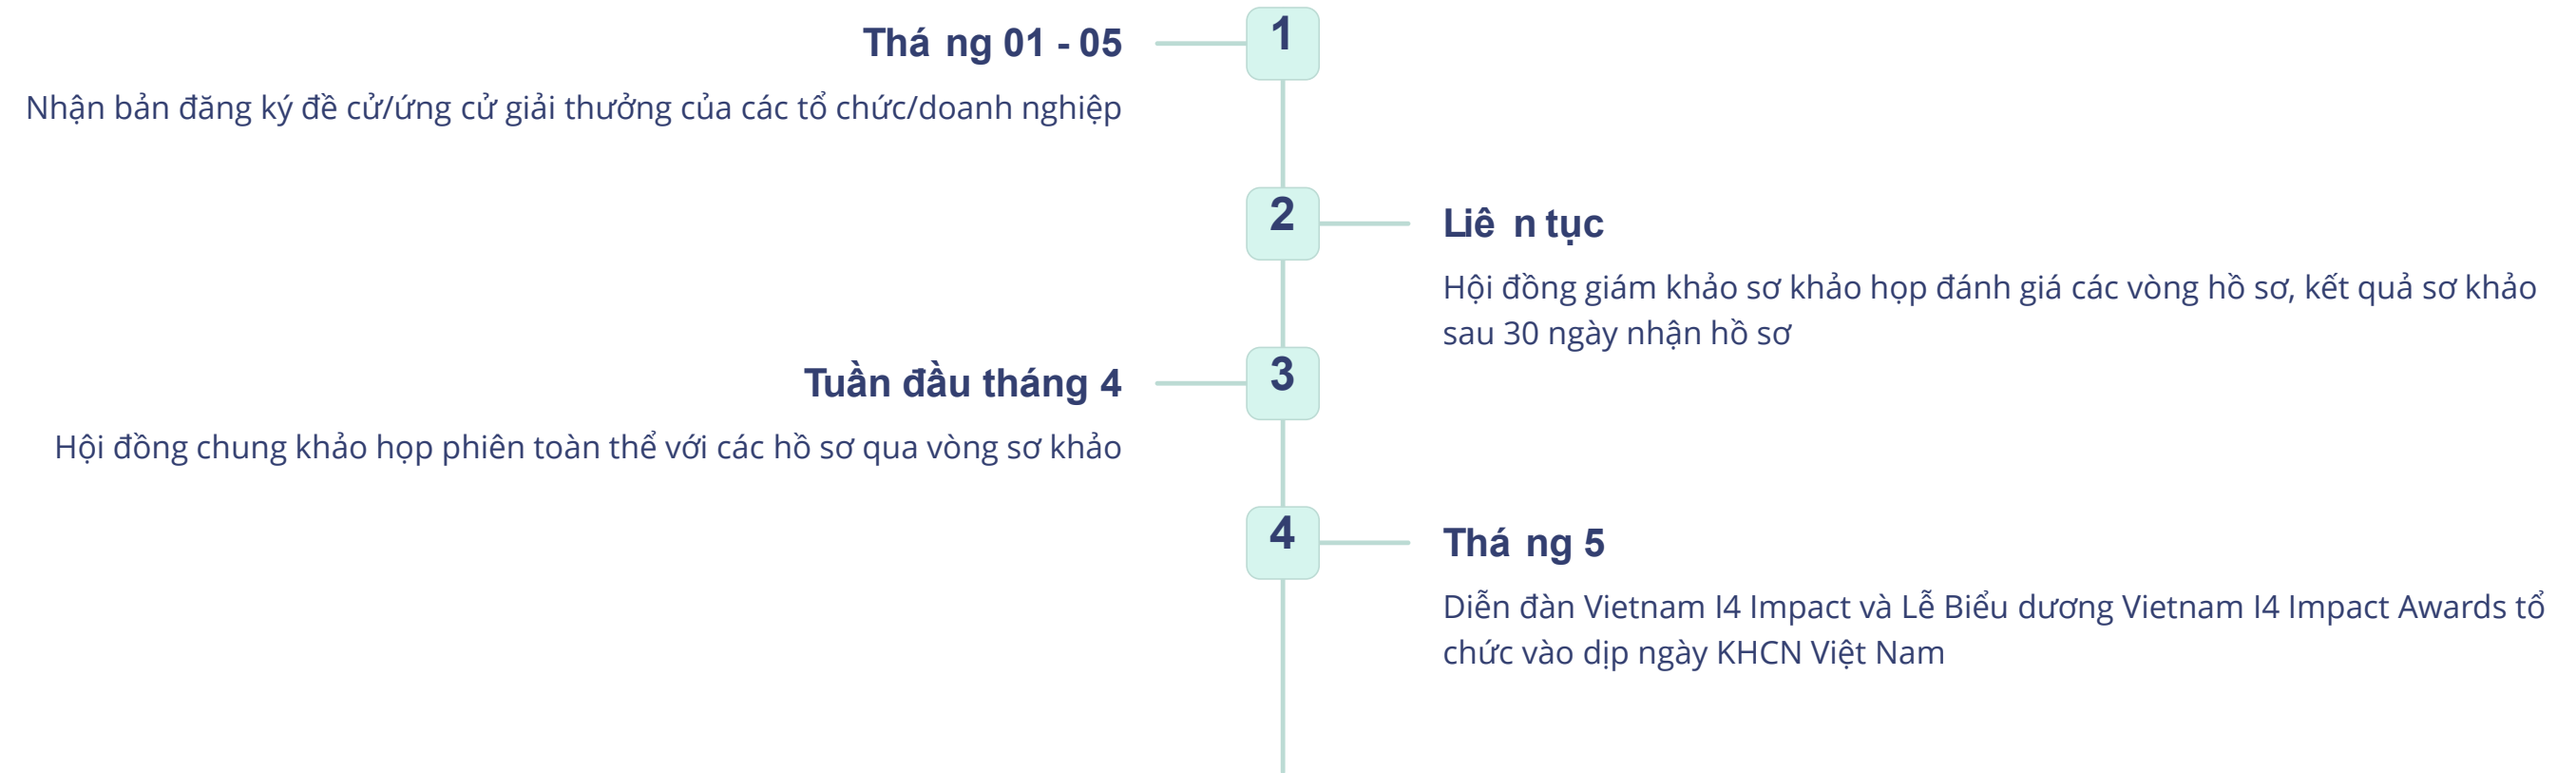 1
Thá ng 01 - 05
Nhận bản đăng ký đề cử/ứng cử giải thưởng của các tổ chức/doanh nghiệp
2
Liê n tục
Hội đồng giám khảo sơ khảo họp đánh giá các vòng hồ sơ, kết quả sơ khảo
sau 30 ngày nhận hồ sơ
3
Tuần đầu tháng 4
Hội đồng chung khảo họp phiên toàn thể với các hồ sơ qua vòng sơ khảo
4
Thá ng 5
Diễn đàn Vietnam I4 Impact và Lễ Biểu dương Vietnam I4 Impact Awards tổ
chức vào dịp ngày KHCN Việt Nam